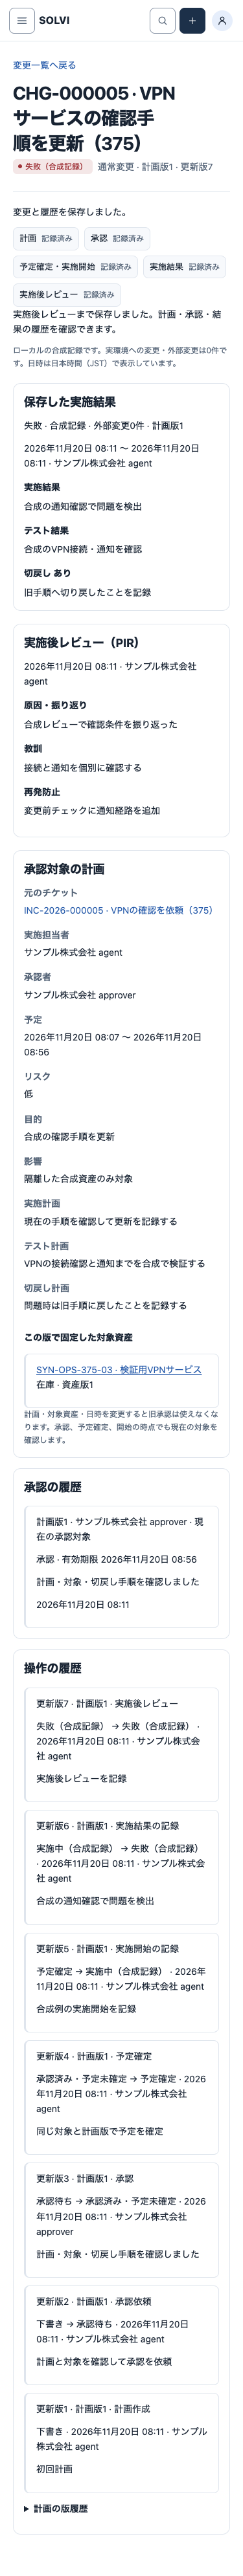 SOLVI
変更一覧へ戻る
CHG-000005 · VPN
サービスの確認手
順を更新（375）
失敗（合成記録）
通常変更 · 計画版1 · 更新版7
変更と履歴を保存しました。
計画 記録済み
承認 記録済み
予定確定・実施開始 記録済み
実施結果 記録済み
実施後レビュー 記録済み
実施後レビューまで保存しました。計画・承認・結
果の履歴を確認できます。
ローカルの合成記録です。実環境への変更・外部変更は0件で
す。日時は日本時間（JST）で表示しています。
保存した実施結果
失敗 · 合成記録 · 外部変更0件 · 計画版1
2026年11月20日 08:11 〜 2026年11月20日
08:11 · サンプル株式会社 agent
実施結果
合成の通知確認で問題を検出
テスト結果
合成のVPN接続・通知を確認
切戻し あり
旧手順へ切り戻したことを記録
実施後レビュー（PIR）
2026年11月20日 08:11 · サンプル株式会社
agent
原因・振り返り
合成レビューで確認条件を振り返った
教訓
接続と通知を個別に確認する
再発防止
変更前チェックに通知経路を追加
承認対象の計画
元のチケット
INC-2026-000005 · VPNの確認を依頼（375）
実施担当者
サンプル株式会社 agent
承認者
サンプル株式会社 approver
予定
2026年11月20日 08:07 〜 2026年11月20日
08:56
リスク
低
目的
合成の確認手順を更新
影響
隔離した合成資産のみ対象
実施計画
現在の手順を確認して更新を記録する
テスト計画
VPNの接続確認と通知までを合成で検証する
切戻し計画
問題時は旧手順に戻したことを記録する
この版で固定した対象資産
SYN-OPS-375-03 · 検証用VPNサービス
在庫 · 資産版1
計画・対象資産・日時を変更すると旧承認は使えなくな
ります。承認、予定確定、開始の時点でも現在の対象を
確認します。
承認の履歴
計画版1 · サンプル株式会社 approver · 現
在の承認対象
承認 · 有効期限 2026年11月20日 08:56
計画・対象・切戻し手順を確認しました
2026年11月20日 08:11
操作の履歴
更新版7 · 計画版1 · 実施後レビュー
失敗（合成記録） → 失敗（合成記録） ·
2026年11月20日 08:11 · サンプル株式会
社 agent
実施後レビューを記録
更新版6 · 計画版1 · 実施結果の記録
実施中（合成記録） → 失敗（合成記録）
· 2026年11月20日 08:11 · サンプル株式会
社 agent
合成の通知確認で問題を検出
更新版5 · 計画版1 · 実施開始の記録
予定確定 → 実施中（合成記録） · 2026年
11月20日 08:11 · サンプル株式会社 agent
合成例の実施開始を記録
更新版4 · 計画版1 · 予定確定
承認済み・予定未確定 → 予定確定 · 2026
年11月20日 08:11 · サンプル株式会社
agent
同じ対象と計画版で予定を確定
更新版3 · 計画版1 · 承認
承認待ち → 承認済み・予定未確定 · 2026
年11月20日 08:11 · サンプル株式会社
approver
計画・対象・切戻し手順を確認しました
更新版2 · 計画版1 · 承認依頼
下書き → 承認待ち · 2026年11月20日
08:11 · サンプル株式会社 agent
計画と対象を確認して承認を依頼
更新版1 · 計画版1 · 計画作成
下書き · 2026年11月20日 08:11 · サンプル
株式会社 agent
初回計画
計画の版履歴